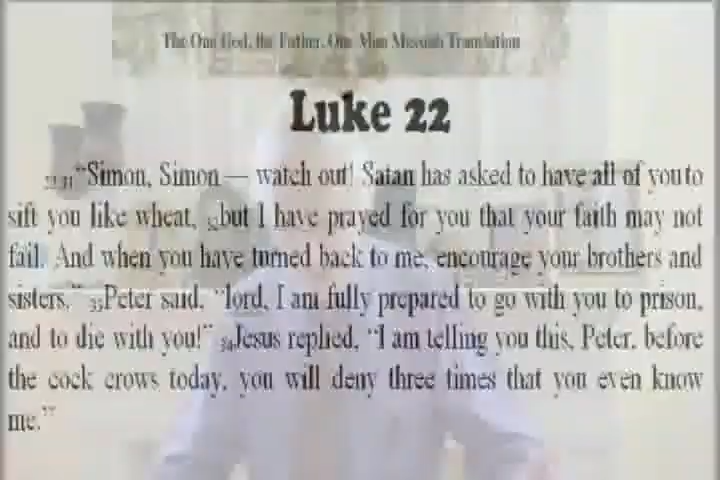 The One God, the Father, One Man Messiah Translation
Luke 22
22:31“Simon, Simon — watch out! Satan has asked to have all of you to
sift you like wheat, 32but I have prayed for you that your faith may not
fail. And when you have turned back to me, encourage your brothers and
sisters.” 33Peter said, “lord, I am fully prepared to go with you to prison,
and to die with you!” 34Jesus replied, “I am telling you this, Peter, before
the cock crows today, you will deny three times that you even know
me.”